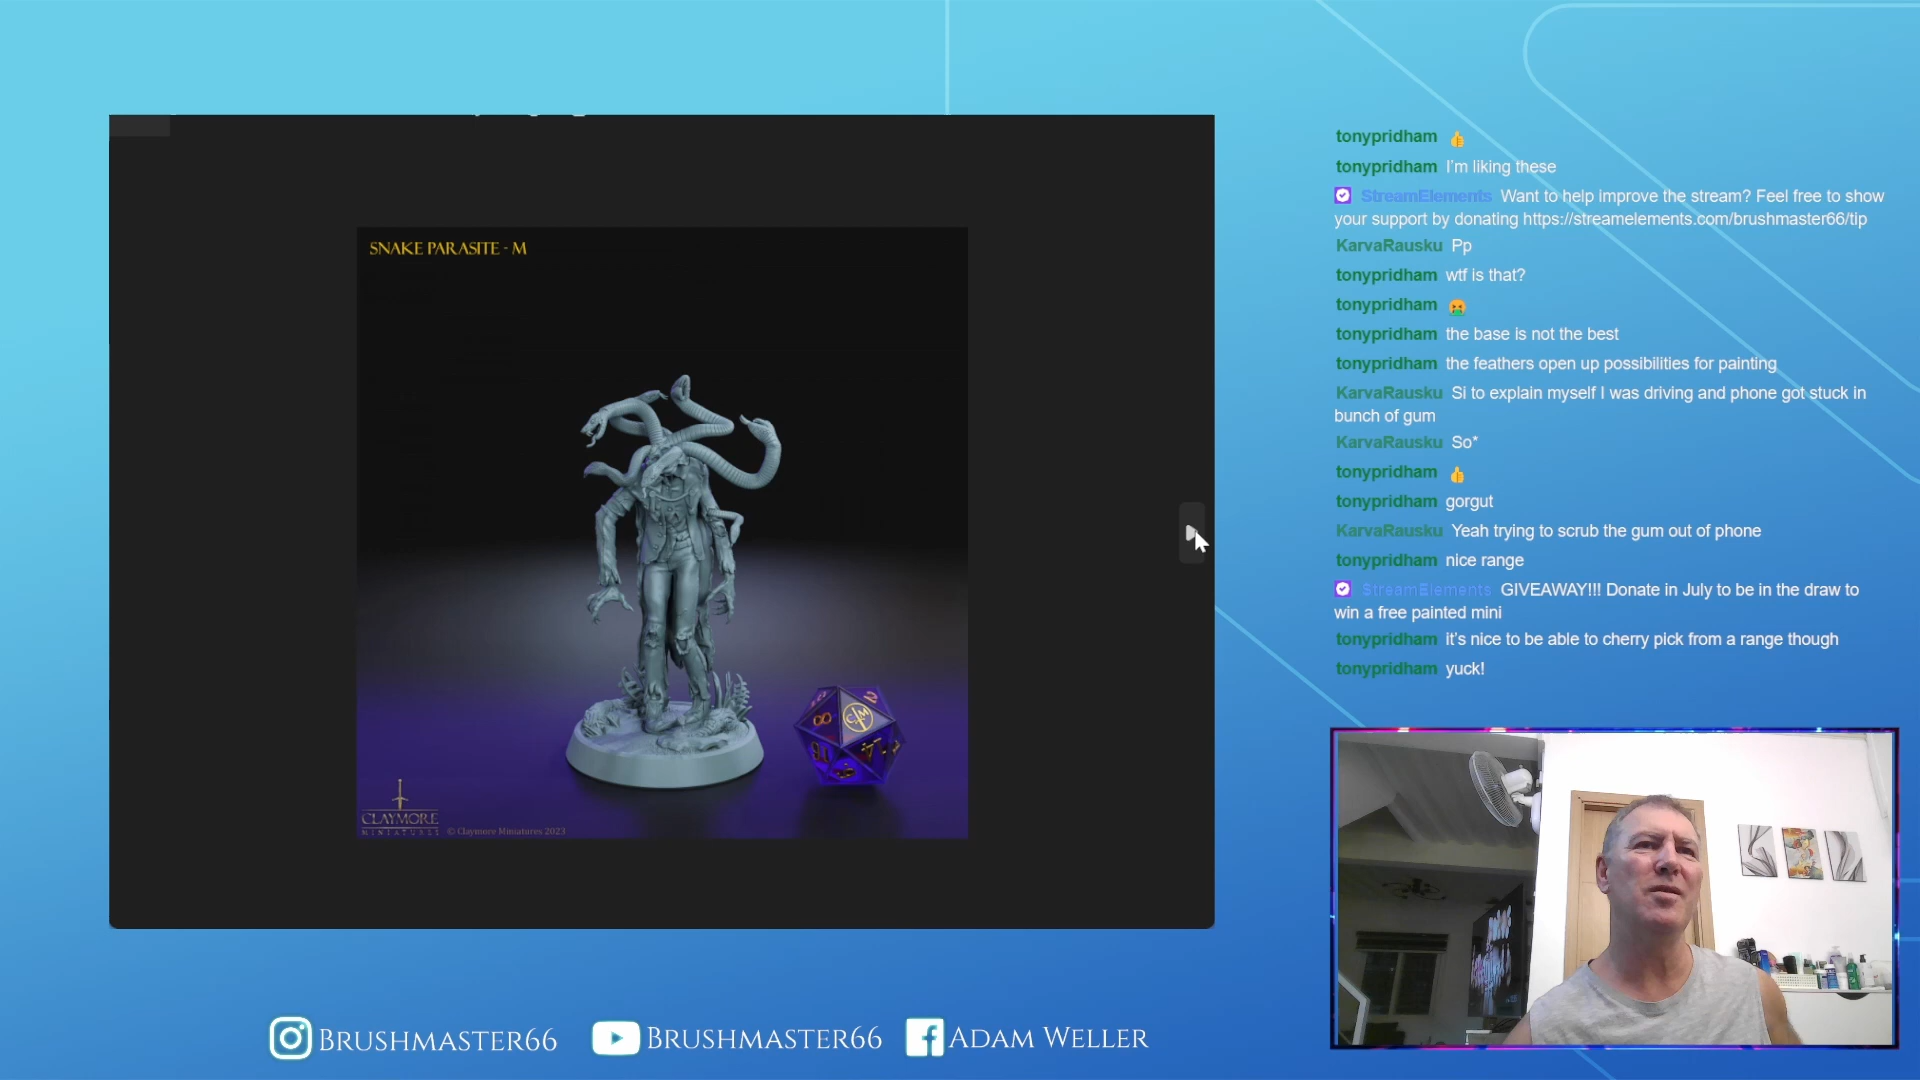 SNAKE PARASITE - M
CLAYMORE
MINIATURES
© Claymore Miniatures 2023
tonypridham 👍
tonypridham I'm liking these
StreamElements Want to help improve the stream? Feel free to show
your support by donating https://streamelements.com/brushmaster66/tip
KarvaRausku Pp
tonypridham wtf is that?
tonypridham 🤮
tonypridham the base is not the best
tonypridham the feathers open up possibilities for painting
KarvaRausku Si to explain myself I was driving and phone got stuck in
bunch of gum
KarvaRausku So*
tonypridham 👍
tonypridham gorgut
KarvaRausku Yeah trying to scrub the gum out of phone
tonypridham nice range
StreamElements GIVEAWAY!!! Donate in July to be in the draw to
win a free painted mini
tonypridham it's nice to be able to cherry pick from a range though
tonypridham yuck!
BRUSHMASTER66
BRUSHMASTER66
ADAM WELLER